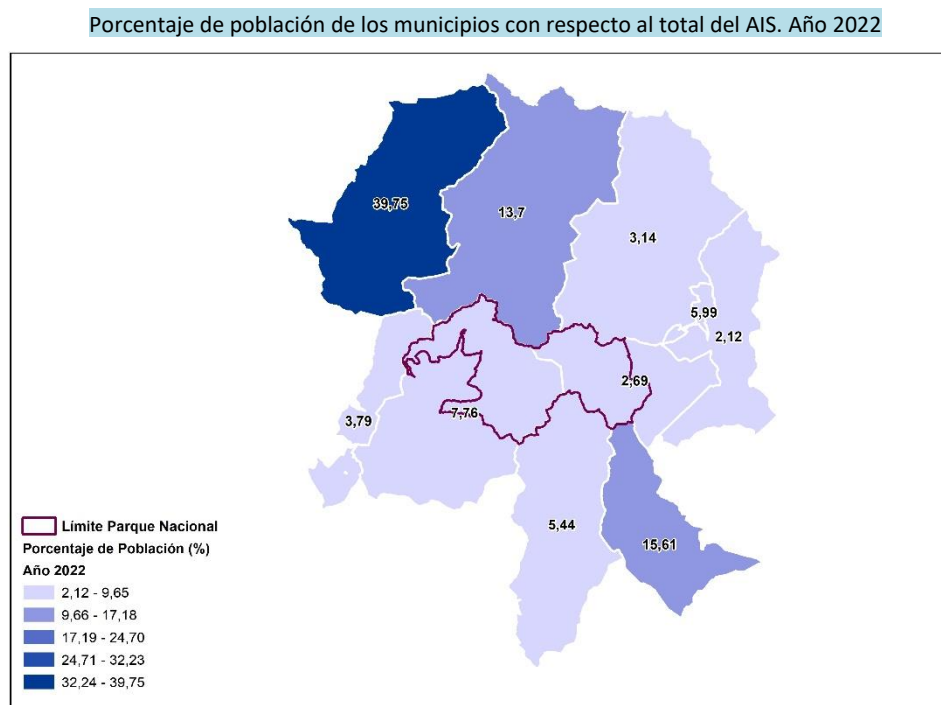 Porcentaje de población de los municipios con respecto al total del AIS. Año 2022
39,75
13,7
3,14
5,99
2,12
2,69
3,79
7,76
5,44
15,61
Límite Parque Nacional
Porcentaje de Población (%)
Año 2022
2,12 - 9,65
9,66 - 17,18
17,19 - 24,70
24,71 - 32,23
32,24 - 39,75